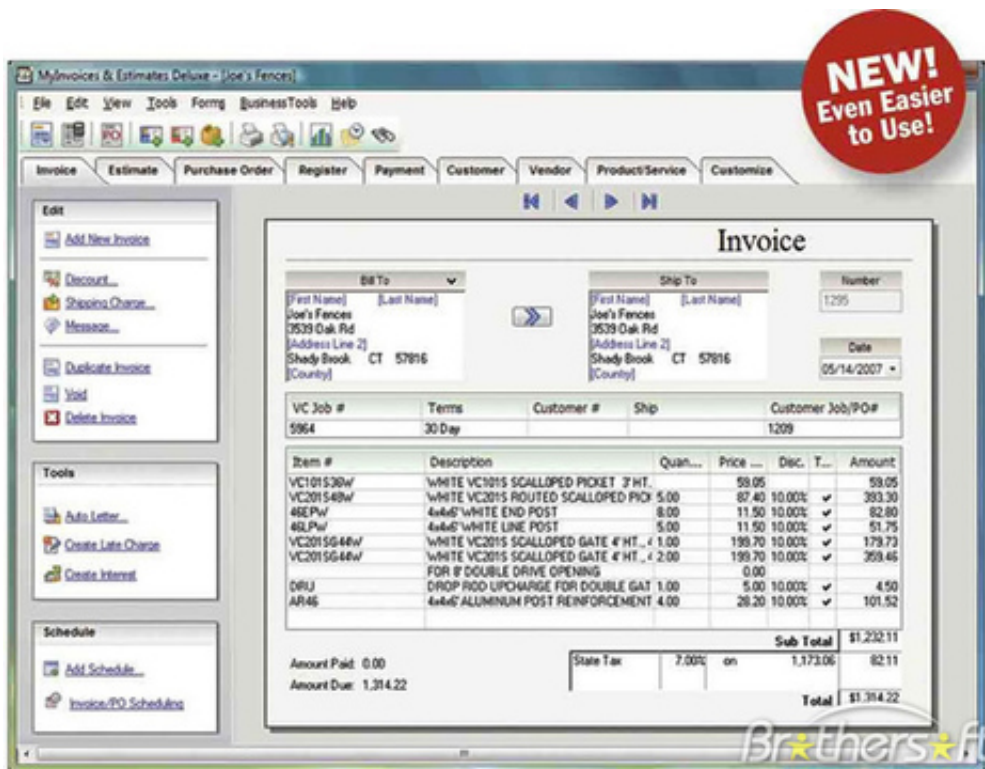 NEW!
Even Easier
to Use!
MyInvoices & Estimates Deluxe - [Joe's Fences]
File Edit View Tools Forms BusinessTools Help
Invoice Estimate Purchase Order Register Payment Customer Vendor Product/Service Customize
Edit
Add New Invoice
Discount...
Shipping Charge...
Message...
Duplicate Invoice
Void
Delete Invoice
Tools
Auto Letter...
Create Late Charge
Create Interest
Schedule
Add Schedule...
Invoice/PO Scheduling
Invoice
Bill To Ship To Number
[First Name] [Last Name] [First Name] [Last Name] 1295
Joe's Fences Joe's Fences
3539 Oak Rd 3539 Oak Rd
[Address Line 2] [Address Line 2] Date
Shady Brook CT 57816 Shady Brook CT 57816 05/14/2007
[Country] [Country]
VC Job # Terms Customer # Ship Customer Job/PO#
5964 30 Day 1209
Item # Description Quan... Price ... Disc. T... Amount
VC101S36W WHITE VC101S SCALLOPED PICKET 3' HT. 59.05 59.05
VC201S48W WHITE VC201S ROUTED SCALLOPED PICK 5.00 87.40 10.00% ✔ 393.30
46EPW 4x4x6' WHITE END POST 8.00 11.50 10.00% ✔ 82.80
46LPW 4x4x6' WHITE LINE POST 5.00 11.50 10.00% ✔ 51.75
VC201SG44W WHITE VC201S SCALLOPED GATE 4' HT., 4 1.00 199.70 10.00% ✔ 179.73
VC201SG44W WHITE VC201S SCALLOPED GATE 4' HT., 4 2.00 199.70 10.00% ✔ 359.46
FOR 8' DOUBLE DRIVE OPENING 0.00
DRU DROP ROD UPCHARGE FOR DOUBLE GAT 1.00 5.00 10.00% ✔ 4.50
AR46 4x4x6' ALUMINUM POST REINFORCEMENT 4.00 28.20 10.00% ✔ 101.52
Sub Total $1,232.11
Amount Paid: 0.00 State Tax 7.00% on 1,173.06 82.11
Amount Due: 1,314.22
Total $1,314.22
Brothersoft